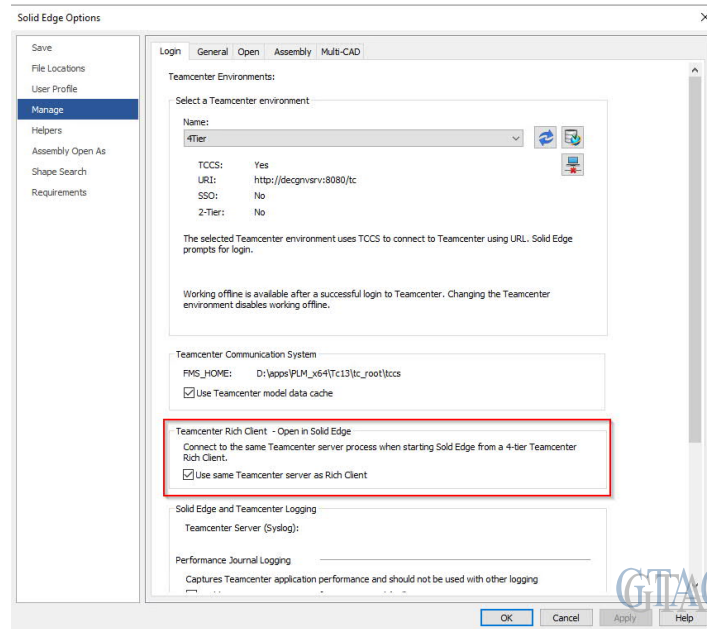 Solid Edge Options
Save
File Locations
User Profile
Manage
Helpers
Assembly Open As
Shape Search
Requirements
Login General Open Assembly Multi-CAD
Teamcenter Environments:
Select a Teamcenter environment
Name:
4Tier
TCCS: Yes
URI: http://decgnvsrv:8080/tc
SSO: No
2-Tier: No
The selected Teamcenter environment uses TCCS to connect to Teamcenter using URL. Solid Edge
prompts for login.
Working offline is available after a successful login to Teamcenter. Changing the Teamcenter
environment disables working offline.
Teamcenter Communication System
FMS_HOME: D:\apps\PLM_x64\Tc13\tc_root\tccs
Use Teamcenter model data cache
Teamcenter Rich Client - Open in Solid Edge
Connect to the same Teamcenter server process when starting Sold Edge from a 4-tier Teamcenter
Rich Client.
Use same Teamcenter server as Rich Client
Solid Edge and Teamcenter Logging
Teamcenter Server (Syslog):
Performance Journal Logging
Captures Teamcenter application performance and should not be used with other logging
OK Cancel Apply Help
GTAC